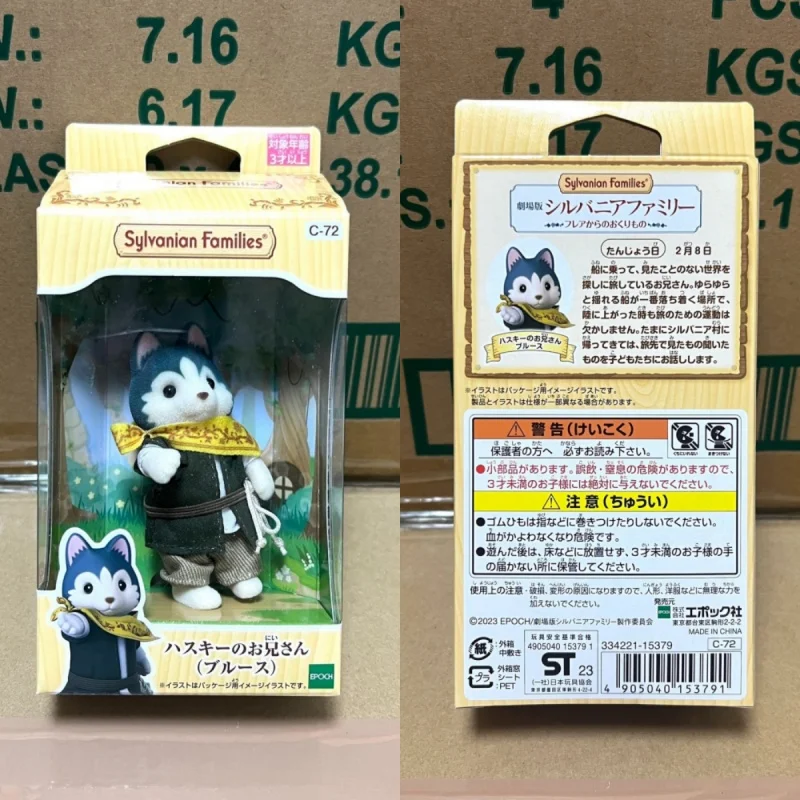 7.16
KG
W.:
6.17
KG
38.
対象年齢
3才以上
Sylvanian Families®
C-72
ハスキーのお兄さん
(ブルース)
※イラストはパッケージ用イメージイラストです。
EPOCH
4
PCS
7.16
KGS
17
KGS
Sylvanian Families®
劇場版 シルバニアファミリー
フレアからのおくりもの
たんじょう日 2月8日
船に乗って、見たことのない世界を
探しに旅しているお兄さん。ゆらゆら
と揺れる船が一番落ち着く場所で、
陸に上がった時も旅のための運動は
欠かしません。たまにシルバニア村に
帰ってきては、旅先で見たもの聞いた
ものを子どもたちにお話しします。
ハスキーのお兄さん
ブルース
※イラストはパッケージ用イメージイラストです。
製品とイラストは仕様が一部異なる場合があります。
警告(けいこく)
保護者の方へ 必ずお読み下さい。
●小部品があります。誤飲・窒息の危険がありますので、
3才未満のお子様には絶対に与えないでください。
注意(ちゅうい)
●ゴムひもは指などに巻きつけたりしないでください。
血がかよわなくなり危険です。
●遊んだ後は、床などに放置せず、3才未満のお子様の手
の届かない所に保管してください。
使用上の注意・破損、変形の原因になりますので、人形、洋服などに無理な力を
加えないでください。
©2023 EPOCH/劇場版シルバニアファミリー製作委員会
発売元
EPOCH 株式会社 エポック社
東京都台東区駒形2-2-2
MADE IN CHINA
紙
外箱
中敷き
プラ
外箱窓
シート
:PET
玩具安全基準合格
4905040 15379 1
ST 23
(一社)日本玩具協会
334221-15379
C-72
4 905040 153791